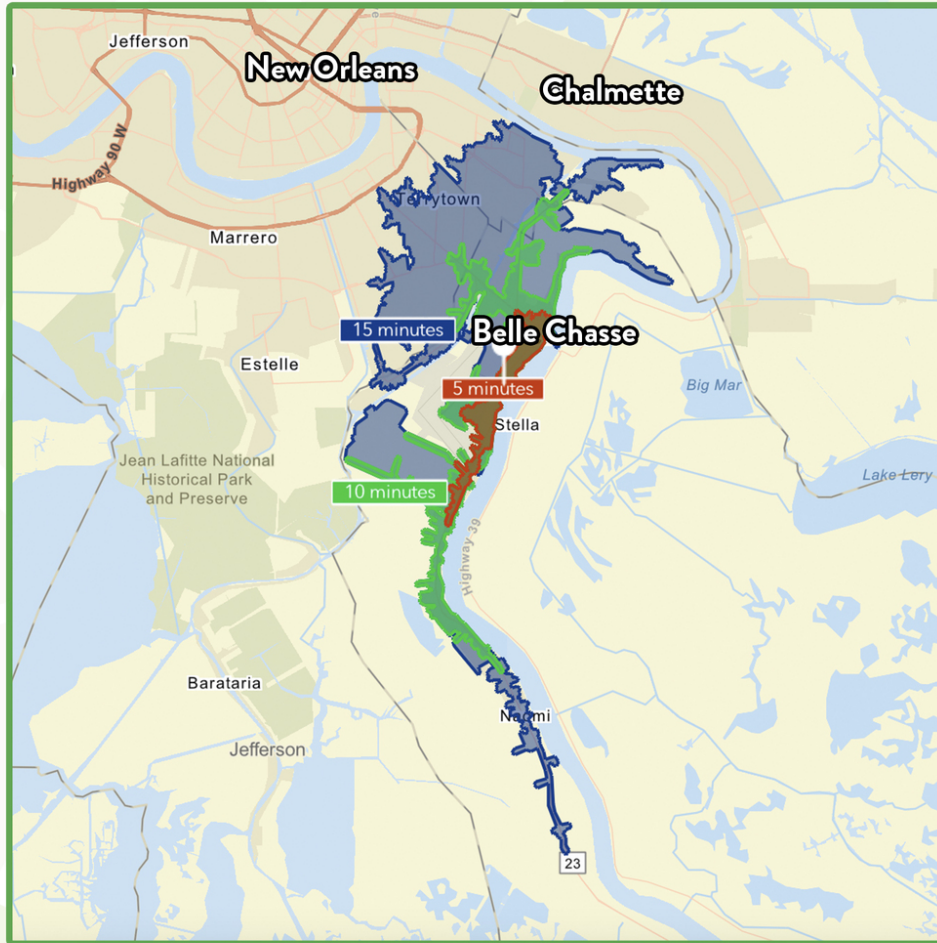 Jefferson
New Orleans
Chalmette
Highway 90 W
Terrytown
Marrero
15 minutes
Belle Chasse
Estelle
5 minutes
Big Mar
Stella
Jean Lafitte National
Historical Park
and Preserve
Lake Lery
10 minutes
Highway 39
Barataria
Naomi
Jefferson
23